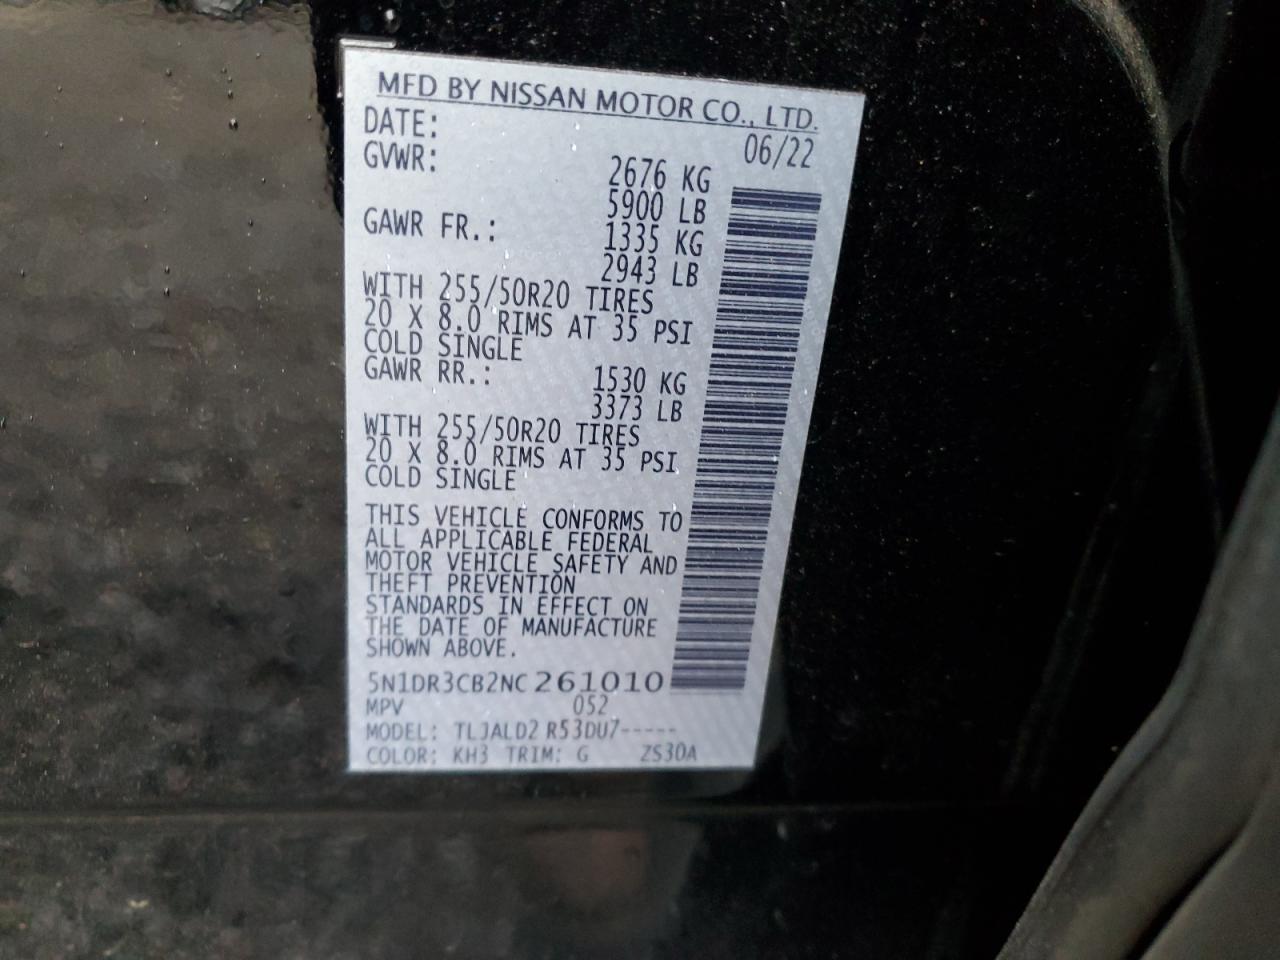 MFD BY NISSAN MOTOR CO., LTD.
DATE: 06/22
GVWR: 2676 KG
5900 LB
GAWR FR.: 1335 KG
2943 LB
WITH 255/50R20 TIRES
20 X 8.0 RIMS AT 35 PSI
COLD SINGLE
GAWR RR.: 1530 KG
3373 LB
WITH 255/50R20 TIRES
20 X 8.0 RIMS AT 35 PSI
COLD SINGLE
THIS VEHICLE CONFORMS TO
ALL APPLICABLE FEDERAL
MOTOR VEHICLE SAFETY AND
THEFT PREVENTION
STANDARDS IN EFFECT ON
THE DATE OF MANUFACTURE
SHOWN ABOVE.
5N1DR3CB2NC261010
MPV 052
MODEL: TLJALD2 R53DU7-----
COLOR: KH3 TRIM: G ZS30A